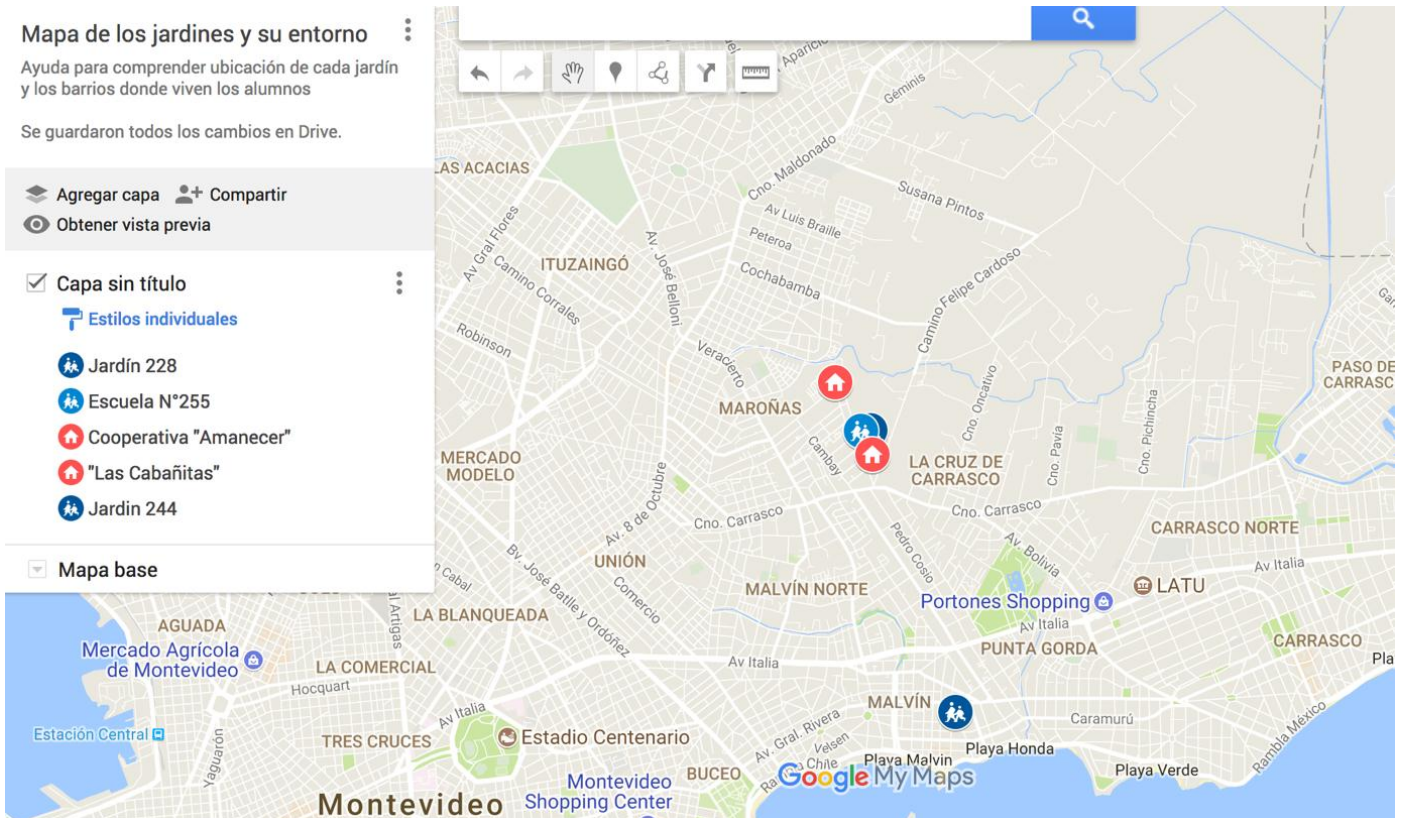 Mapa de los jardines y su entorno
Ayuda para comprender ubicación de cada jardín
y los barrios donde viven los alumnos
Se guardaron todos los cambios en Drive.
Agregar capa
Compartir
Obtener vista previa
Capa sin título
Estilos individuales
Jardín 228
Escuela N°255
Cooperativa "Amanecer"
"Las Cabañitas"
Jardin 244
Mapa base
Aparicio
Géminis
LAS ACACIAS
Cno. Maldonado
Susana Pintos
Av Luis Braille
Peteroa
Av Gral Flores
Camino Corrales
ITUZAINGÓ
Av. José Belloni
Cochabamba
Camino Felipe Cardoso
Robinson
Veracierto
PASO DE
CARRASC
MAROÑAS
Cno. Oncativo
Cno. Pichincha
Cno. Pavia
Cambay
MERCADO
MODELO
LA CRUZ DE
CARRASCO
Av. 8 de Octubre
Cno. Carrasco
Cno. Carrasco
CARRASCO NORTE
Pedro Cosio
Av. Bolivia
Av Italia
UNIÓN
Bv. José Batlle y Ordóñez
Comercio
MALVÍN NORTE
LATU
Portones Shopping
Av Italia
Cabal
al Artigas
LA BLANQUEADA
AGUADA
Mercado Agrícola
de Montevideo
LA COMERCIAL
Hocquart
Av Italia
PUNTA GORDA
CARRASCO
Pla
MALVÍN
Av Italia
Estación Central
Yaguarón
TRES CRUCES
Estadio Centenario
Av. Gral. Rivera
Velsen
Chile
Caramurú
Rambla México
Playa Malvin
Playa Honda
Playa Verde
BUCEO
Google My Maps
Montevideo
Shopping Center
Montevideo